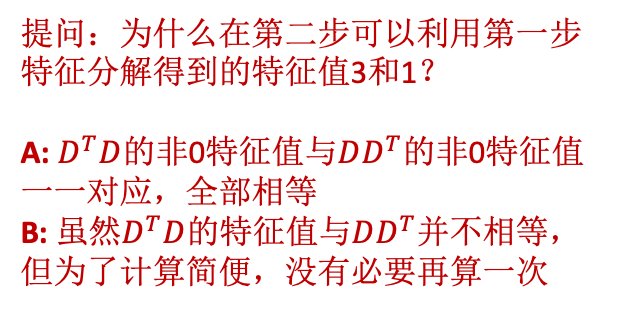 提问：为什么在第二步可以利用第一步
特征分解得到的特征值3和1？
A: DᵀD的非0特征值与DDᵀ的非0特征值
一一对应，全部相等
B: 虽然DᵀD的特征值与DDᵀ并不相等，
但为了计算简便，没有必要再算一次